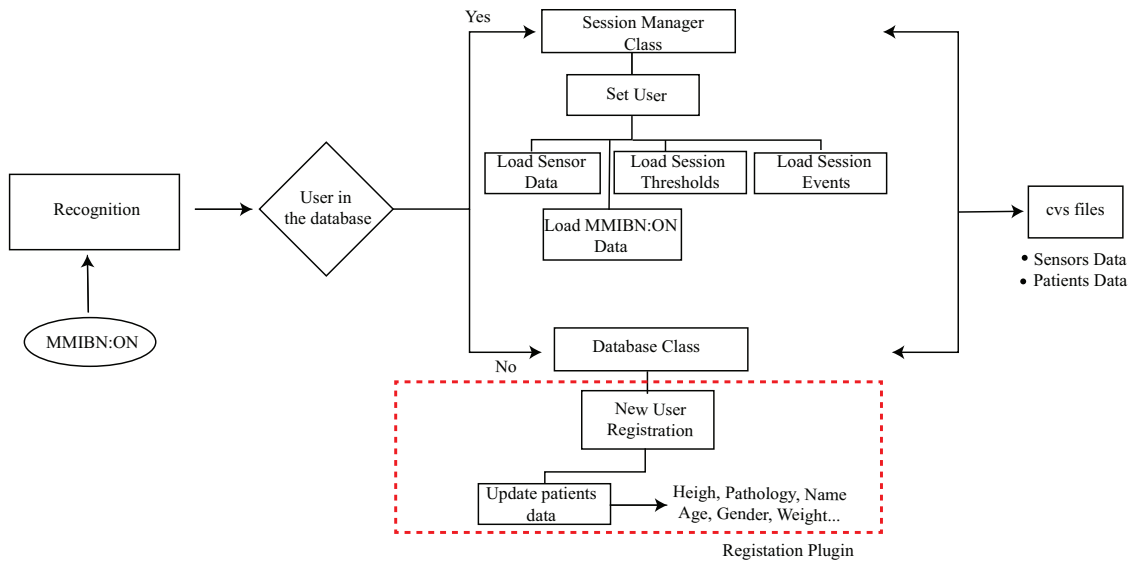 Yes
Session Manager
Class
Set User
Load Sensor
Data
Load Session
Thresholds
Load Session
Events
Load MMIBN:ON
Data
Recognition
User in
the database
MMIBN:ON
cvs files
• Sensors Data
• Patients Data
No
Database Class
New User
Registration
Update patients
data
Heigh, Pathology, Name
Age, Gender, Weight...
Registation Plugin